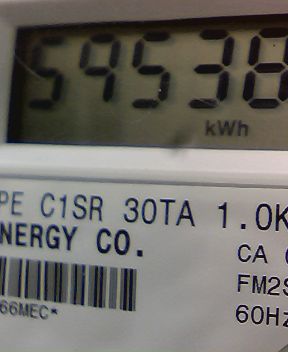 59538
kWh
PE C1SR 30TA 1.0K
NERGY CO.
CA
FM2S
66MEC*
60Hz